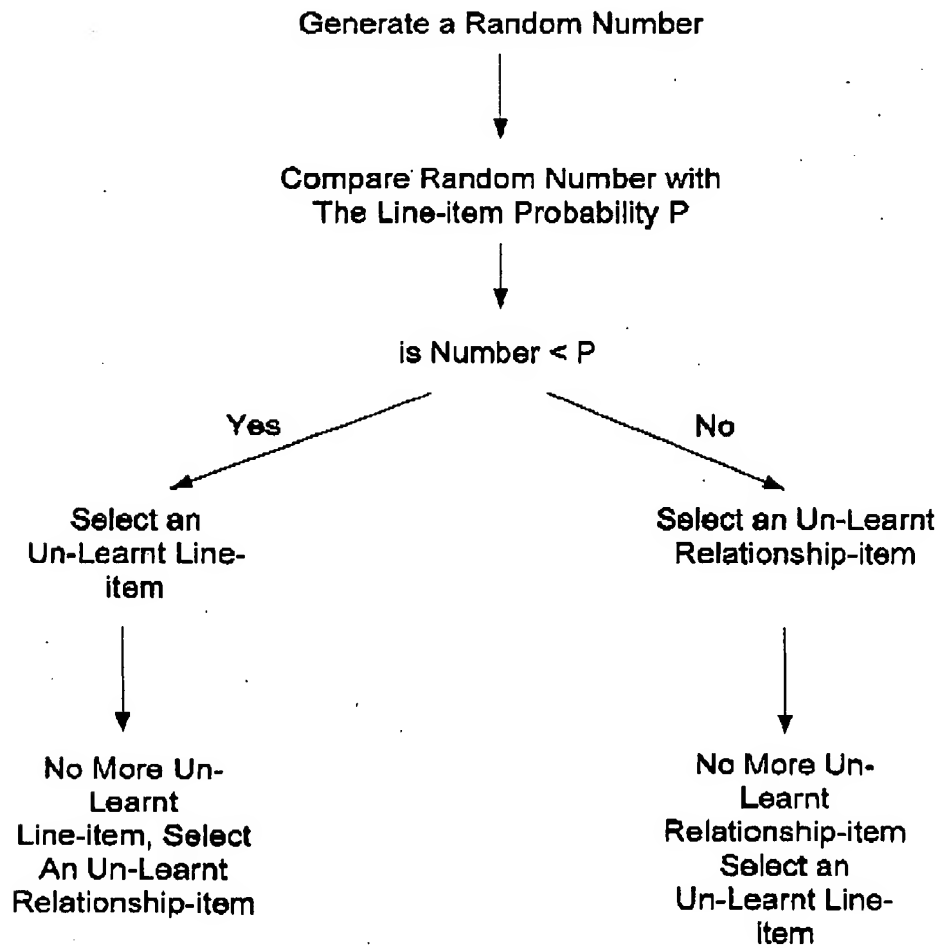 Generate a Random Number
Compare Random Number with
The Line-item Probability P
is Number < P
Yes
No
Select an
Un-Learnt Line-
item
Select an Un-Learnt
Relationship-item
No More Un-
Learnt
Line-item, Select
An Un-Learnt
Relationship-item
No More Un-
Learnt
Relationship-item
Select an
Un-Learnt Line-
item